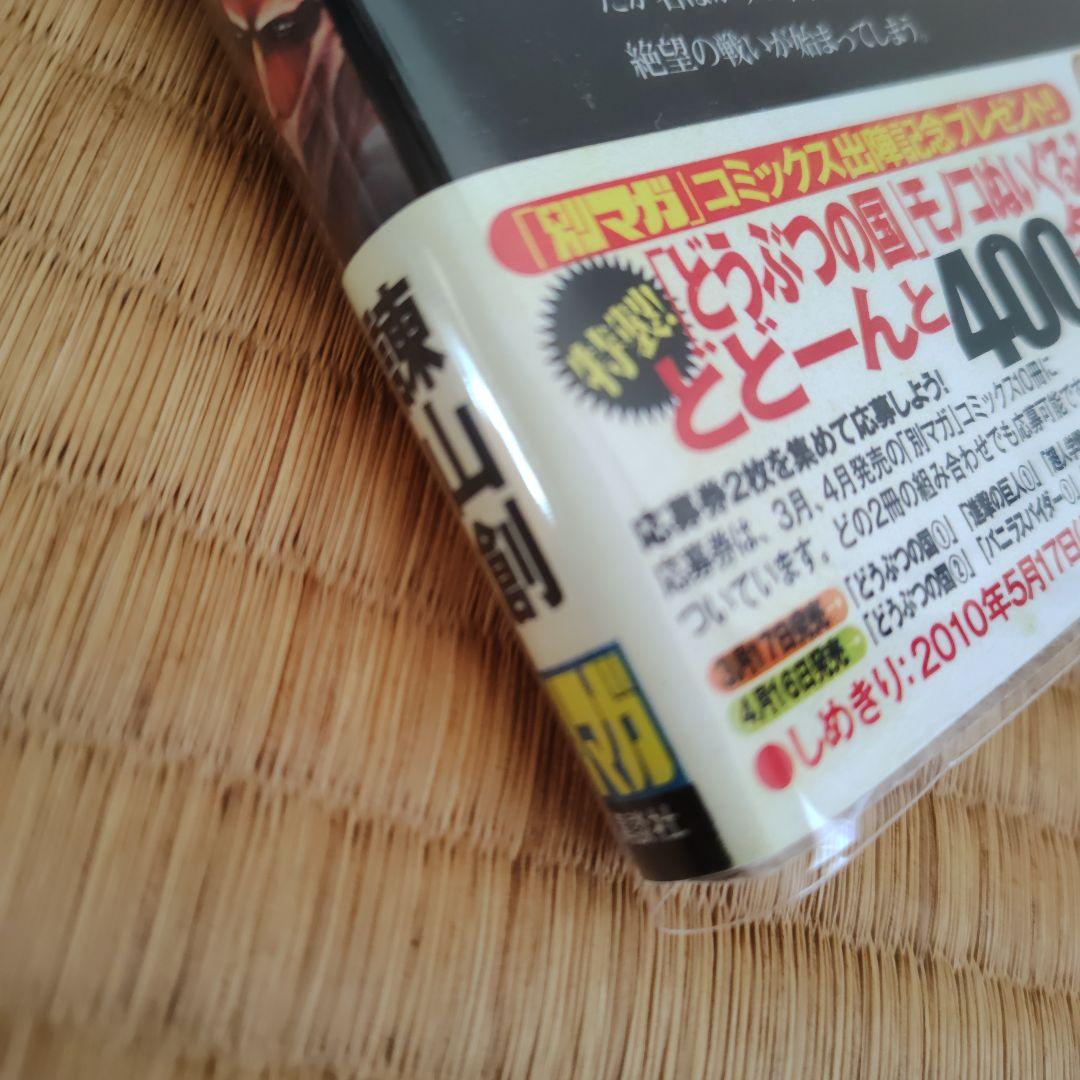 絶望の戦いが始まってしまう。
「別マガ」コミックス出陣記念プレゼント!!
特製!!
「どうぶつの国」モノコぬいぐる
どどーんと400
応募券2枚を集めて応募しよう!
応募券は、3月、4月発売の「別マガ」コミックス10冊に
ついています。どの2冊の組み合わせでも応募可能です
3月17日発売→「どうぶつの国①」「進撃の巨人①」
4月16日発売→「どうぶつの国②」「バニラスパイダー①」
●しめきり:2010年5月17日
諫山創
別マガ
講談社